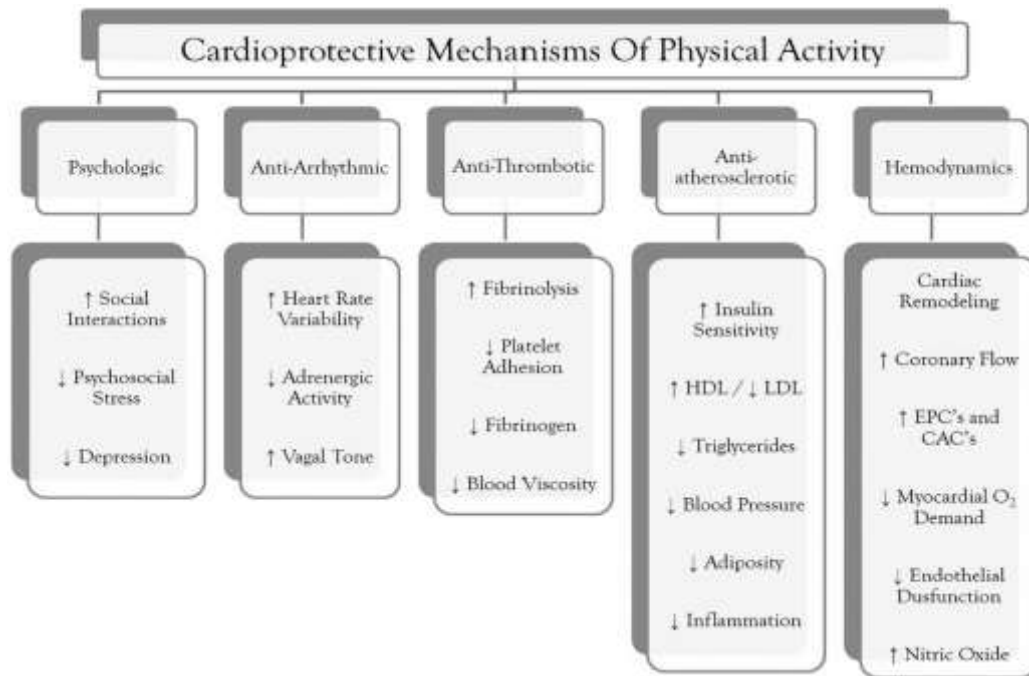 Cardioprotective Mechanisms Of Physical Activity
Psychologic
Anti-Arrhythmic
Anti-Thrombotic
Anti-
atherosclerotic
Hemodynamics
↑ Social
Interactions
↓ Psychosocial
Stress
↓ Depression
↑ Heart Rate
Variability
↓ Adrenergic
Activity
↑ Vagal Tone
↑ Fibrinolysis
↓ Platelet
Adhesion
↓ Fibrinogen
↓ Blood Viscosity
↑ Insulin
Sensitivity
↑ HDL / ↓ LDL
↓ Triglycerides
↓ Blood Pressure
↓ Adiposity
↓ Inflammation
Cardiac
Remodeling
↑ Coronary Flow
↑ EPC's and
CAC's
↓ Myocardial O₂
Demand
↓ Endothelial
Dusfunction
↑ Nitric Oxide